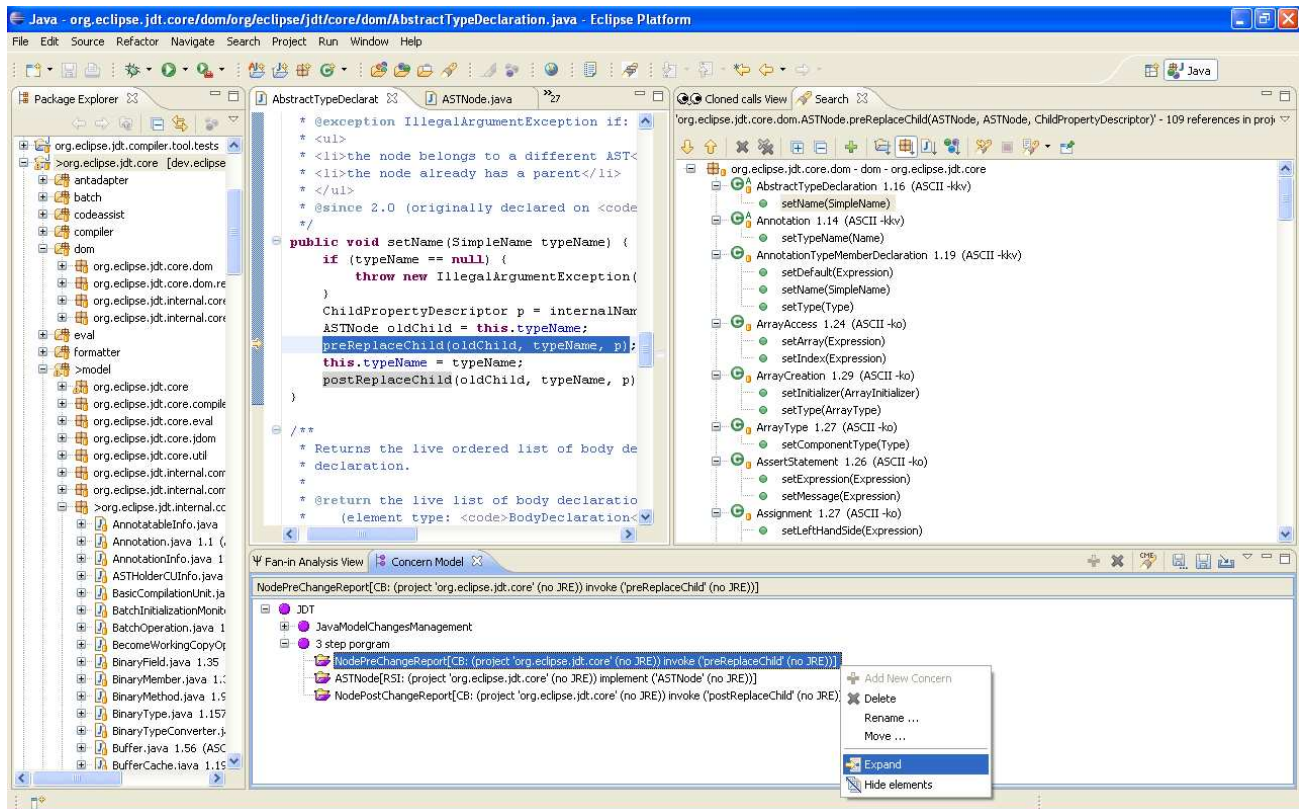 Java - org.eclipse.jdt.core/dom/org/eclipse/jdt/core/dom/AbstractTypeDeclaration.java - Eclipse Platform
File Edit Source Refactor Navigate Search Project Run Window Help
Java
Package Explorer
org.eclipse.jdt.compiler.tool.tests
>org.eclipse.jdt.core [dev.eclipse
antadapter
batch
codeassist
compiler
dom
org.eclipse.jdt.core.dom
org.eclipse.jdt.core.dom.re
org.eclipse.jdt.internal.core
org.eclipse.jdt.internal.core
eval
formatter
>model
org.eclipse.jdt.core
org.eclipse.jdt.core.compile
org.eclipse.jdt.core.eval
org.eclipse.jdt.core.jdom
org.eclipse.jdt.core.util
org.eclipse.jdt.internal.com
org.eclipse.jdt.internal.com
>org.eclipse.jdt.internal.cc
AnnotatableInfo.java
Annotation.java 1.1 (
AnnotationInfo.java 1
ASTHolderCUInfo.java
BasicCompilationUnit.ja
BatchInitializationMonit
BatchOperation.java 1
BecomeWorkingCopyOp
BinaryField.java 1.35
BinaryMember.java 1.
BinaryMethod.java 1.9
BinaryType.java 1.157
BinaryTypeConverter.j
Buffer.java 1.56 (ASC
BufferCache.java 1.19
AbstractTypeDeclarat ASTNode.java »27
* @exception IllegalArgumentException if:
* <ul>
* <li>the node belongs to a different AST<
* <li>the node already has a parent</li>
* </ul>
* @since 2.0 (originally declared on <code
*/
public void setName(SimpleName typeName) {
if (typeName == null) {
throw new IllegalArgumentException(
}
ChildPropertyDescriptor p = internalNam
ASTNode oldChild = this.typeName;
preReplaceChild(oldChild, typeName, p);
this.typeName = typeName;
postReplaceChild(oldChild, typeName, p)
}
/**
* Returns the live ordered list of body de
* declaration.
*
* @return the live list of body declaratio
* (element type: <code>BodyDeclaration<
Cloned calls View Search
'org.eclipse.jdt.core.dom.ASTNode.preReplaceChild(ASTNode, ASTNode, ChildPropertyDescriptor)' - 109 references in proj
org.eclipse.jdt.core.dom - dom - org.eclipse.jdt.core
AbstractTypeDeclaration 1.16 (ASCII -kkv)
setName(SimpleName)
Annotation 1.14 (ASCII -kkv)
setTypeName(Name)
AnnotationTypeMemberDeclaration 1.19 (ASCII -kkv)
setDefault(Expression)
setName(SimpleName)
setType(Type)
ArrayAccess 1.24 (ASCII -ko)
setArray(Expression)
setIndex(Expression)
ArrayCreation 1.29 (ASCII -ko)
setInitializer(ArrayInitializer)
setType(ArrayType)
ArrayType 1.27 (ASCII -ko)
setComponentType(Type)
AssertStatement 1.26 (ASCII -ko)
setExpression(Expression)
setMessage(Expression)
Assignment 1.27 (ASCII -ko)
setLeftHandSide(Expression)
Fan-in Analysis View Concern Model
CME
NodePreChangeReport[CB: (project 'org.eclipse.jdt.core' (no JRE)) invoke ('preReplaceChild' (no JRE))]
JDT
JavaModelChangesManagement
3 step porgram
NodePreChangeReport[CB: (project 'org.eclipse.jdt.core' (no JRE)) invoke ('preReplaceChild' (no JRE))]
ASTNode[RSI: (project 'org.eclipse.jdt.core' (no JRE)) implement ('ASTNode' (no JRE))]
NodePostChangeReport[CB: (project 'org.eclipse.jdt.core' (no JRE)) invoke ('postReplaceChild' (no JRE)
Add New Concern
Delete
Rename ...
Move ...
Expand
Hide elements